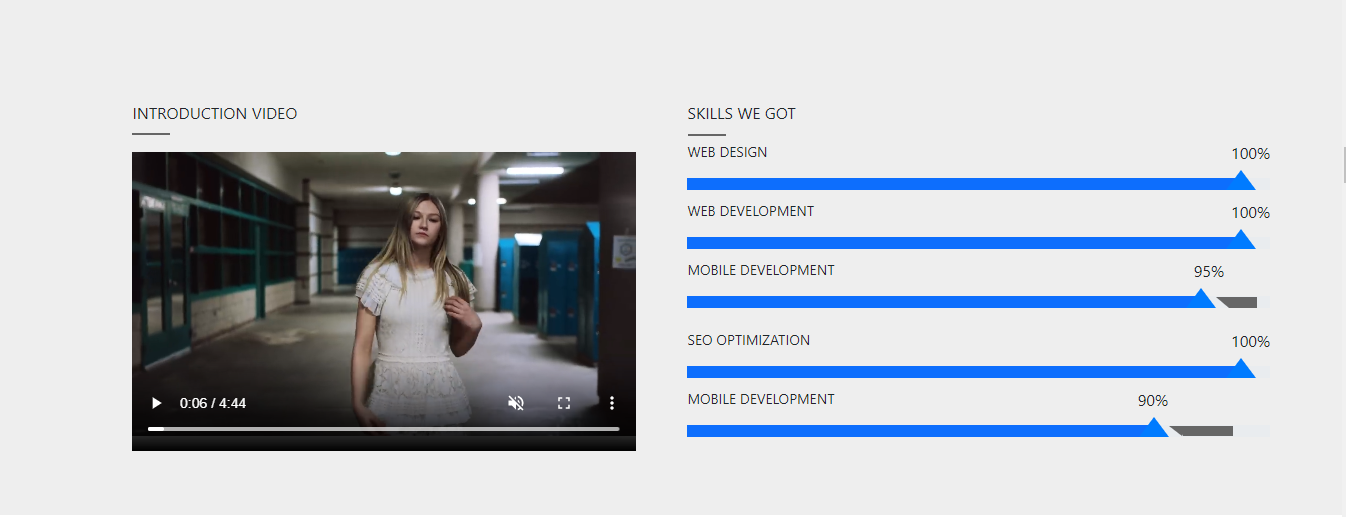 INTRODUCTION VIDEO
0:06 / 4:44
SKILLS WE GOT
WEB DESIGN 100%
WEB DEVELOPMENT 100%
MOBILE DEVELOPMENT 95%
SEO OPTIMIZATION 100%
MOBILE DEVELOPMENT 90%